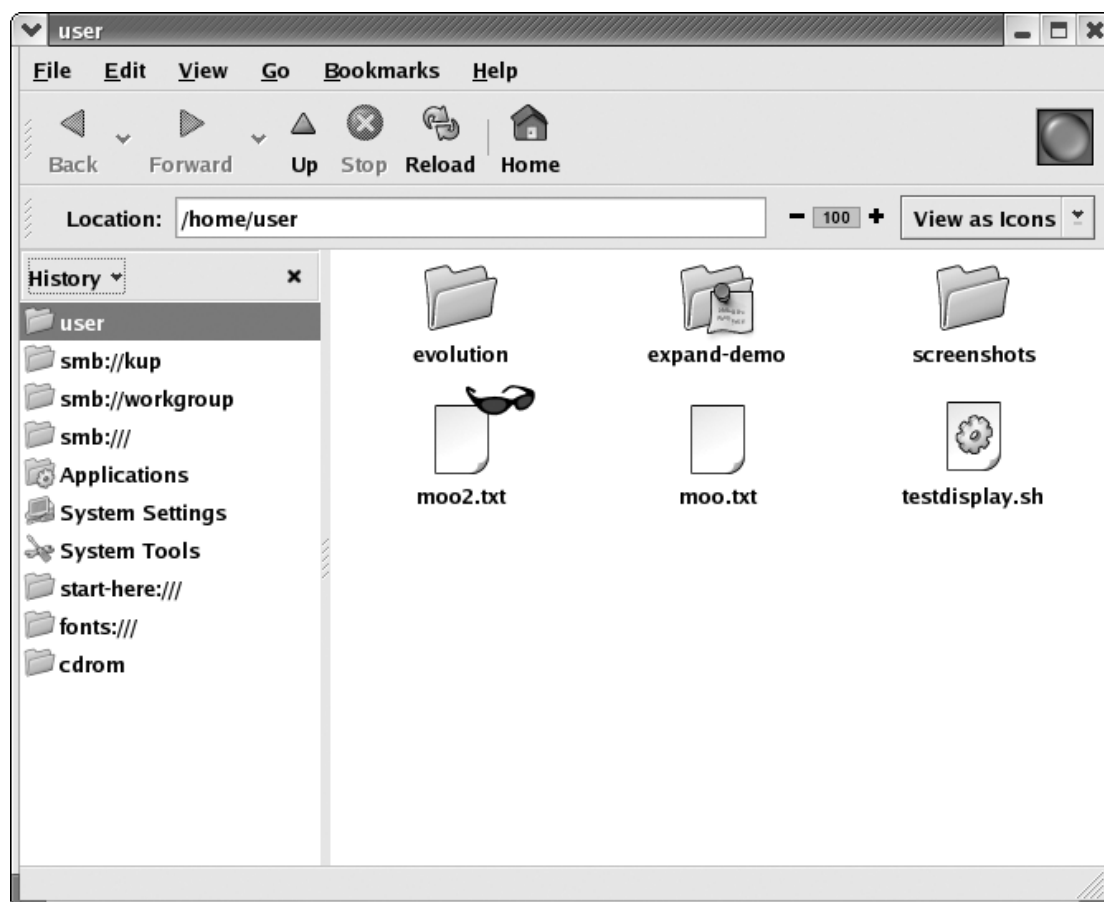 user
File Edit View Go Bookmarks Help
Back Forward Up Stop Reload Home
Location: /home/user 100 View as Icons
History
user
smb://kup
smb://workgroup
smb:///
Applications
System Settings
System Tools
start-here:///
fonts:///
cdrom
evolution expand-demo screenshots
moo2.txt moo.txt testdisplay.sh